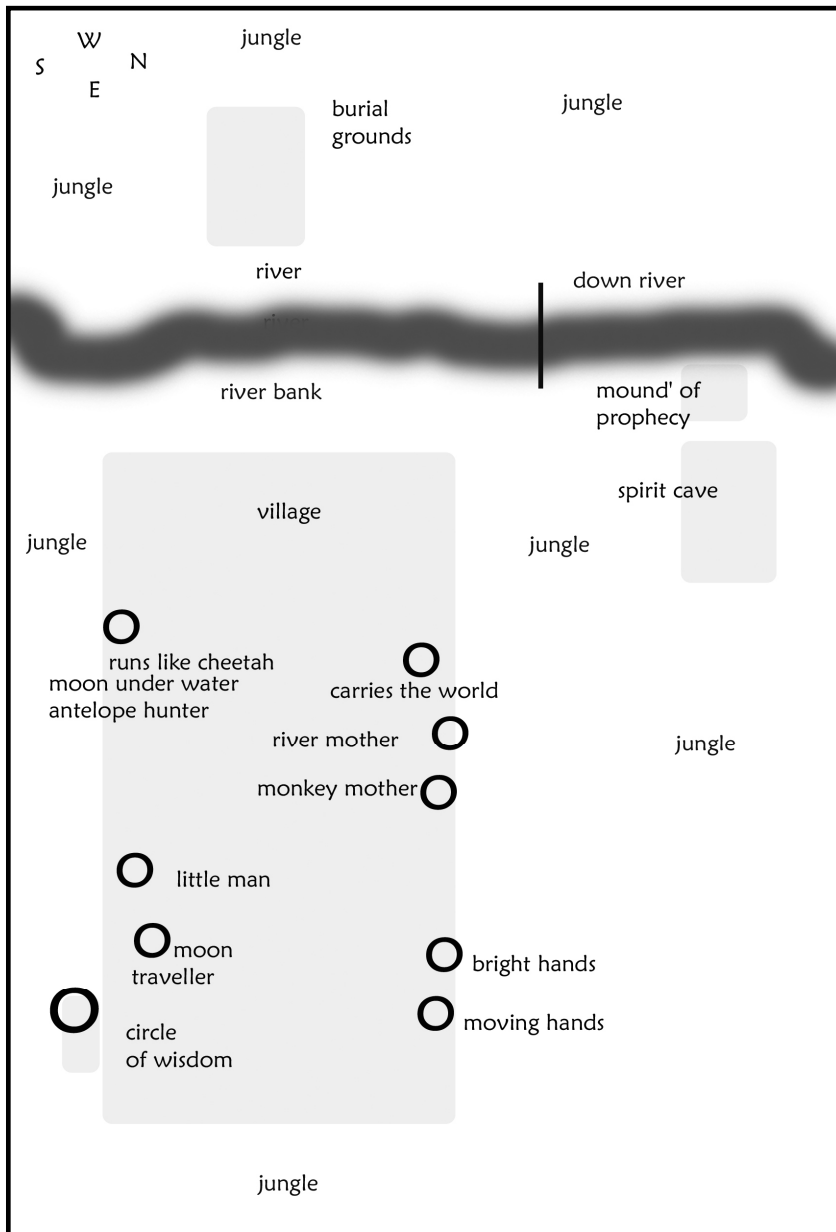 W
jungle
S
N
E
burial
grounds
jungle
jungle
river
down river
river
river bank
mound' of
prophecy
spirit cave
village
jungle
jungle
runs like cheetah
moon under water
antelope hunter
carries the world
river mother
jungle
monkey mother
little man
moon
traveller
bright hands
circle
of wisdom
moving hands
jungle